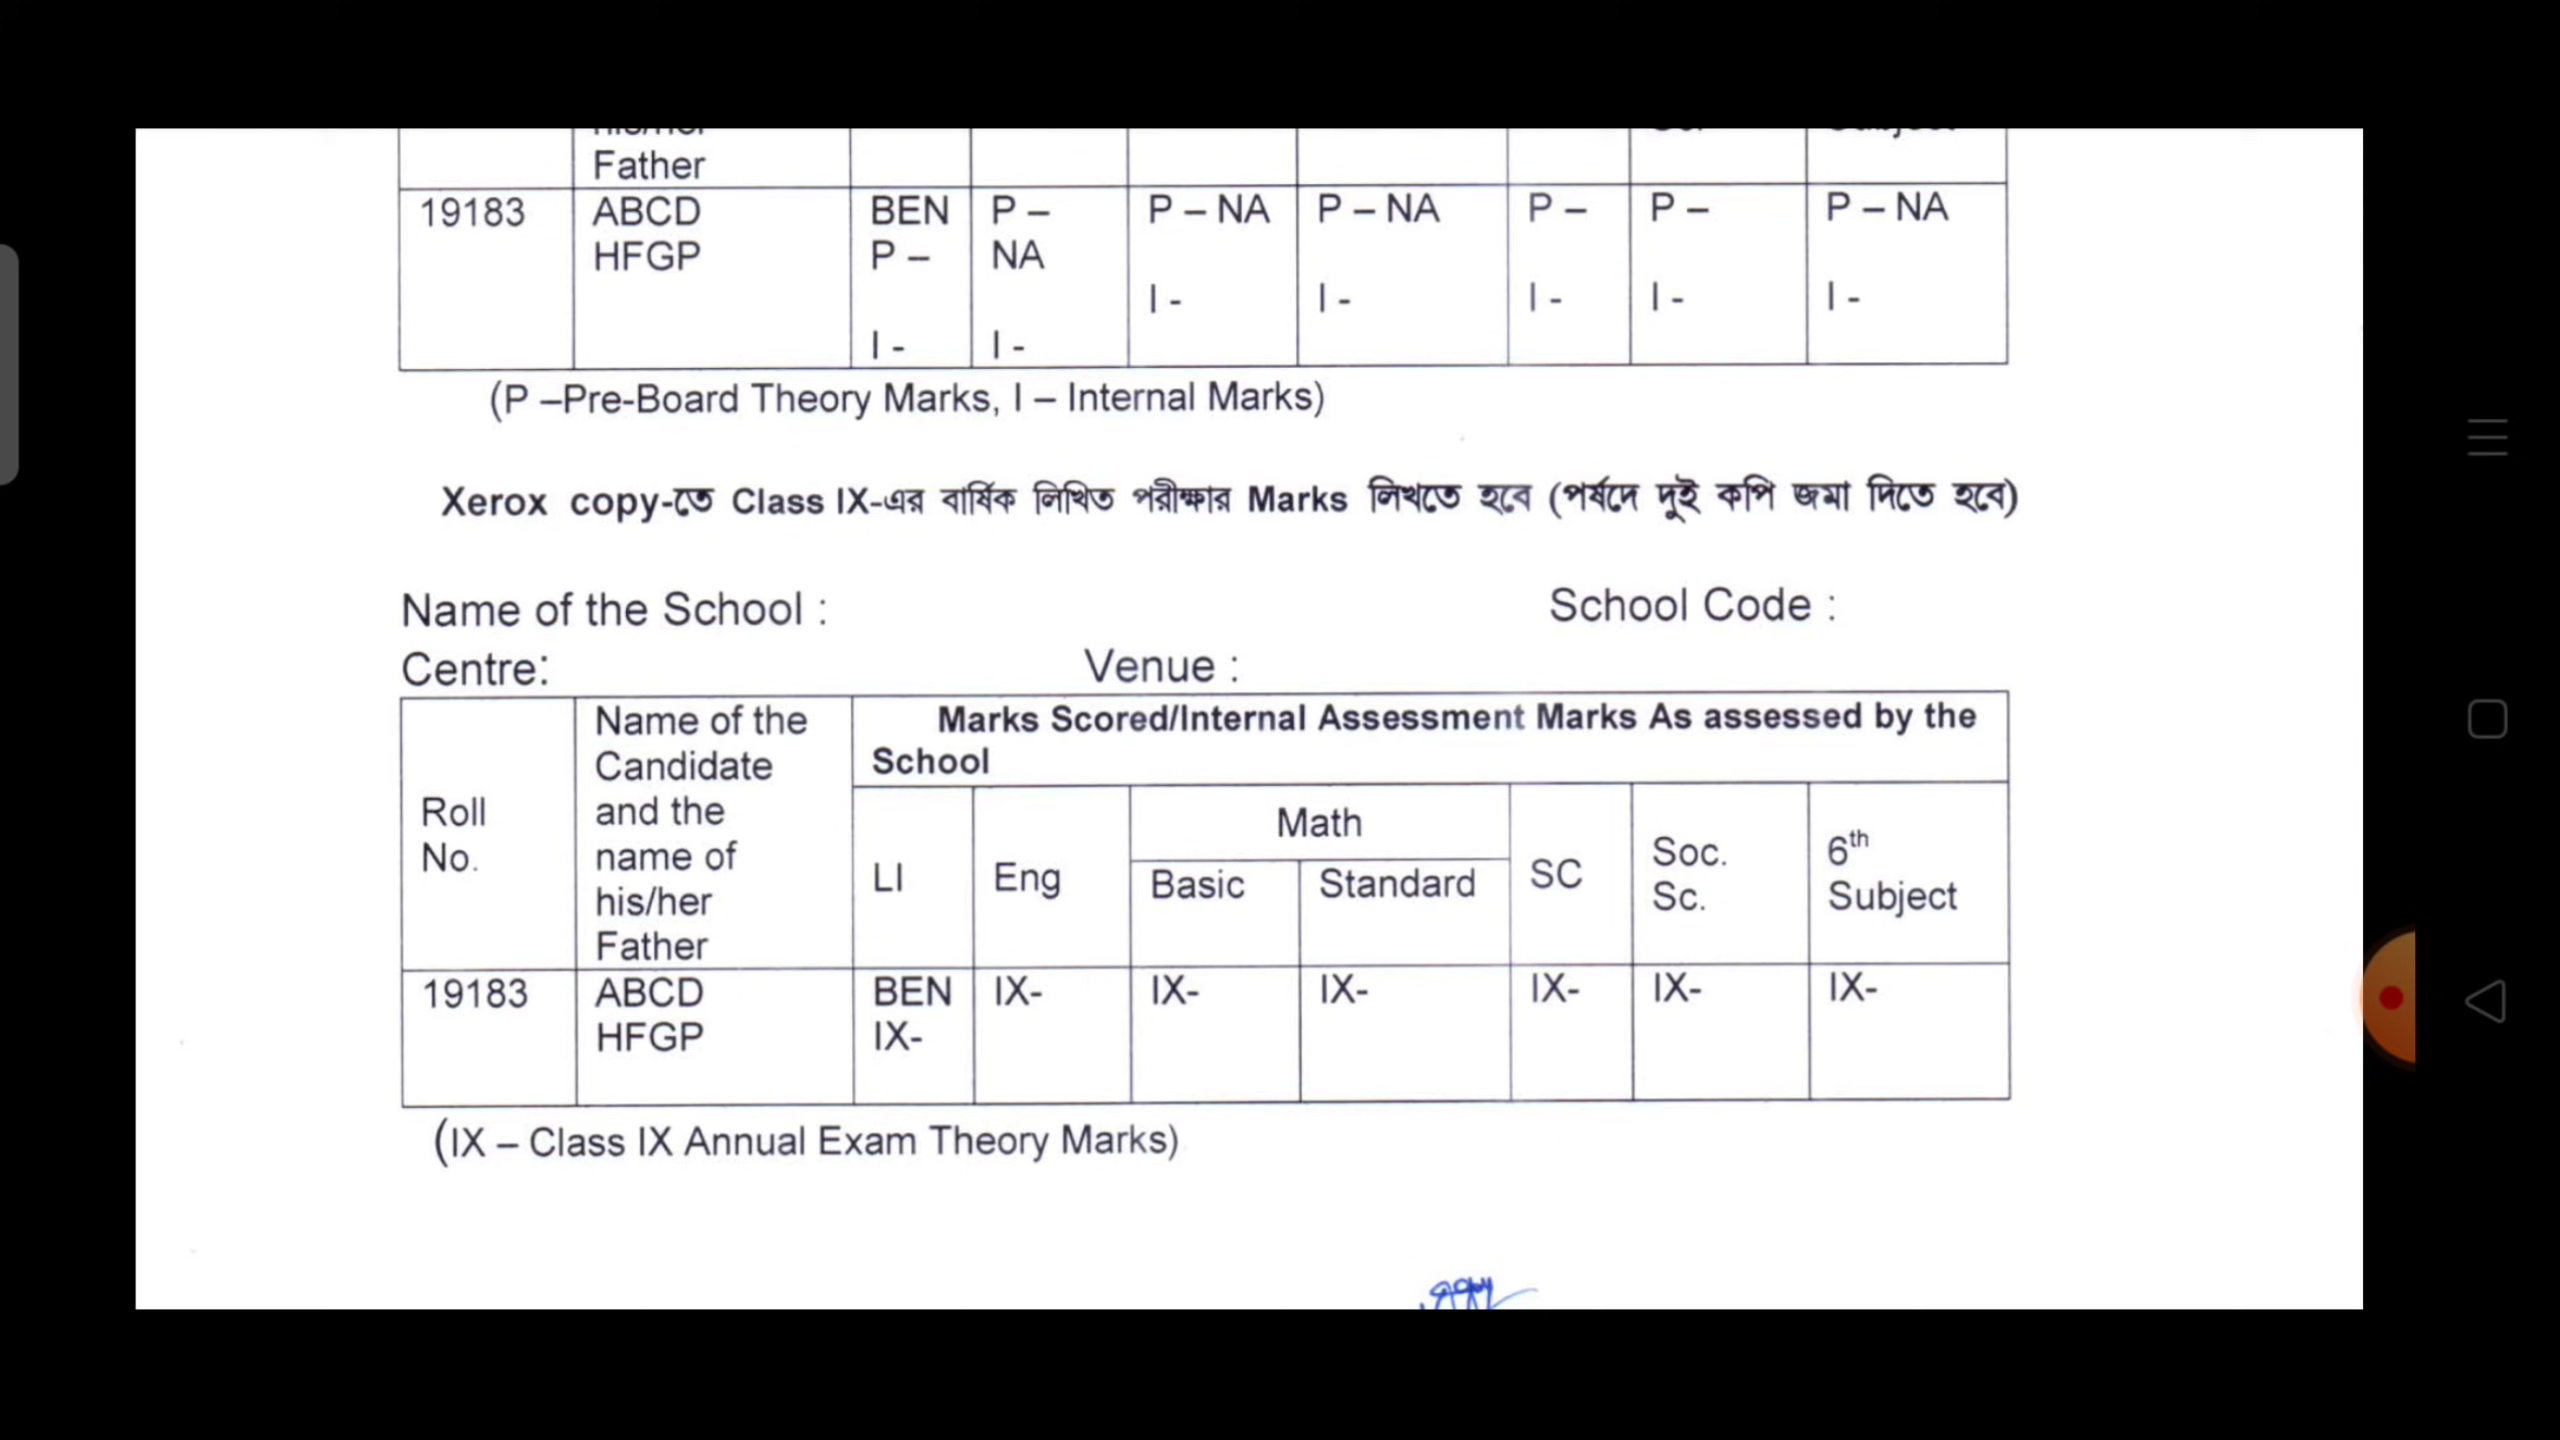 Father
19183 ABCD BEN P – P – NA P – NA P – P – P – NA
HFGP P – NA
I - I - I - I - I -
I - I -
(P –Pre-Board Theory Marks, I – Internal Marks)
Xerox copy-তে Class IX-এর বার্ষিক লিখিত পরীক্ষার Marks লিখতে হবে (পর্ষদে দুই কপি জমা দিতে হবে)
Name of the School : School Code :
Centre: Venue :
Roll No.
Name of the
Candidate
and the
name of
his/her
Father
Marks Scored/Internal Assessment Marks As assessed by the
School
LI Eng Math SC Soc. Sc. 6th Subject
Basic Standard
19183 ABCD BEN IX- IX- IX- IX- IX- IX-
HFGP IX-
(IX – Class IX Annual Exam Theory Marks)